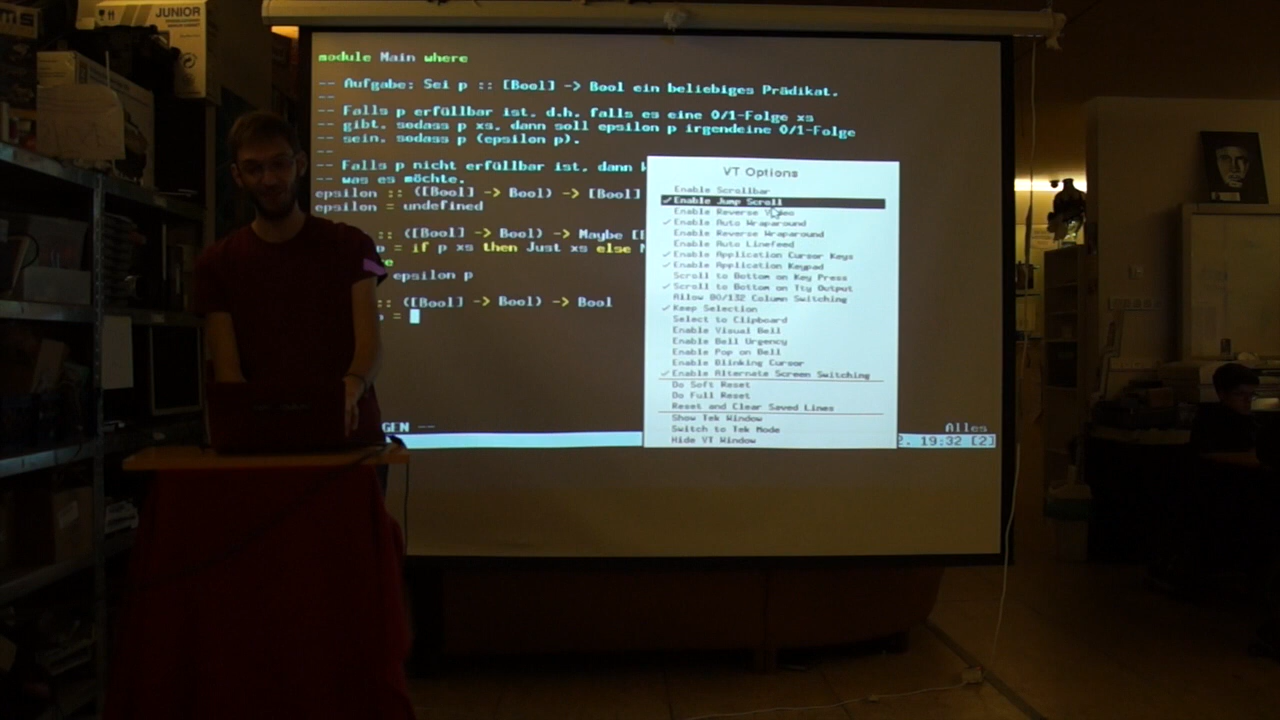 JUNIOR
module Main where
-- Aufgabe: Sei p :: [Bool] -> Bool ein beliebiges Prädikat.
--
-- Falls p erfüllbar ist, d.h. falls es eine 0/1-Folge xs
-- gibt, sodass p xs, dann soll epsilon p irgendeine 0/1-Folge
-- sein, sodass p (epsilon p).
--
-- Falls p nicht erfüllbar ist, dann
-- was es möchte.
epsilon :: ([Bool] -> Bool) -> [Bool]
epsilon = undefined
:: ([Bool] -> Bool) -> Maybe [
= if p xs then Just xs else
epsilon p
:: ([Bool] -> Bool) -> Bool
=
GEN --
Alles
19:32 [2]
VT Options
Enable Scrollbar
✓Enable Jump Scroll
Enable Reverse Video
✓Enable Auto Wraparound
Enable Reverse Wraparound
Enable Auto Linefeed
✓Enable Application Cursor Keys
✓Enable Application Keypad
Scroll to Bottom on Key Press
✓Scroll to Bottom on Tty Output
Allow 80/132 Column Switching
✓Keep Selection
Select to Clipboard
Enable Visual Bell
Enable Bell Urgency
Enable Pop on Bell
Enable Blinking Cursor
✓Enable Alternate Screen Switching
Do Soft Reset
Do Full Reset
Reset and Clear Saved Lines
Show Tek Window
Switch to Tek Mode
Hide VT Window